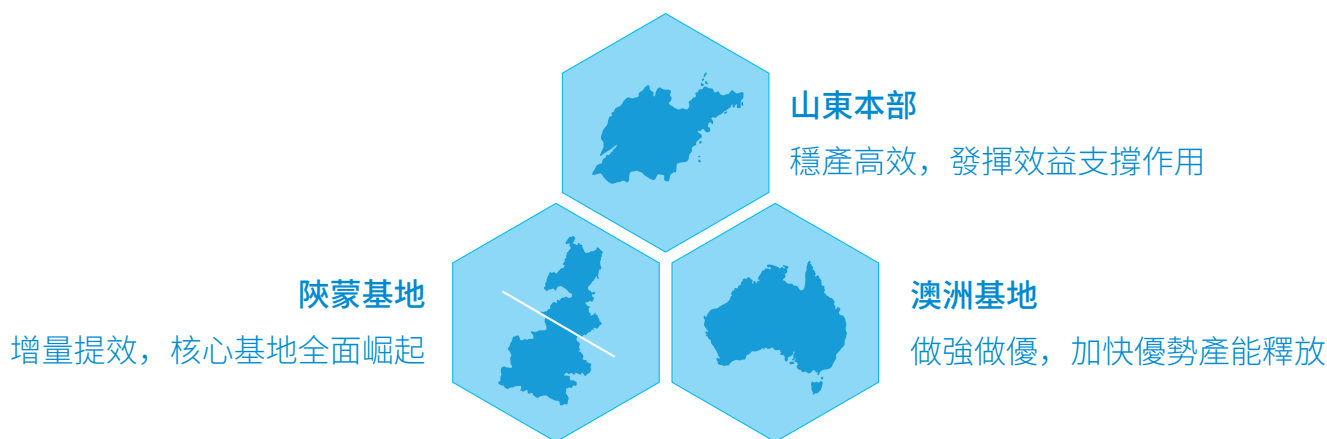 山東本部
穩產高效，發揮效益支撐作用
陝蒙基地
增量提效，核心基地全面崛起
澳洲基地
做強做優，加快優勢產能釋放